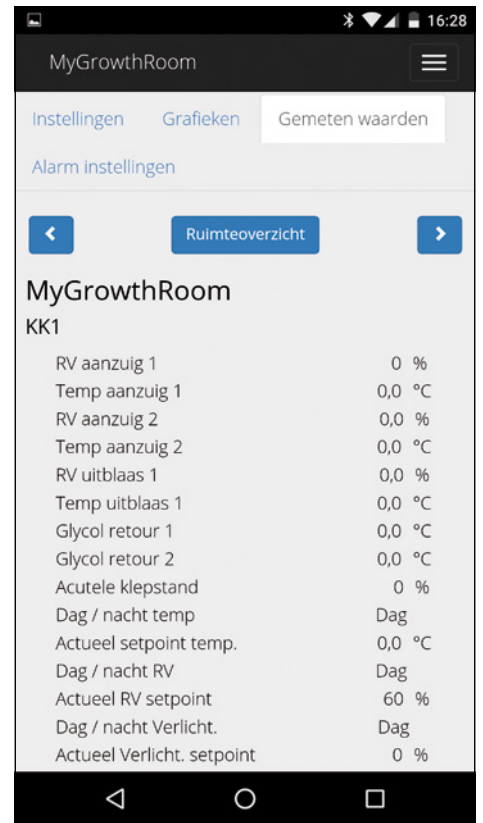 16:28
MyGrowthRoom
Instellingen Grafieken Gemeten waarden
Alarm instellingen
Ruimteoverzicht
MyGrowthRoom
KK1
RV aanzuig 1 0 %
Temp aanzuig 1 0,0 °C
RV aanzuig 2 0,0 %
Temp aanzuig 2 0,0 °C
RV uitblaas 1 0,0 %
Temp uitblaas 1 0,0 °C
Glycol retour 1 0,0 °C
Glycol retour 2 0,0 °C
Acutele klepstand 0 %
Dag / nacht temp Dag
Actueel setpoint temp. 0,0 °C
Dag / nacht RV Dag
Actueel RV setpoint 60 %
Dag / nacht Verlicht. Dag
Actueel Verlicht. setpoint 0 %